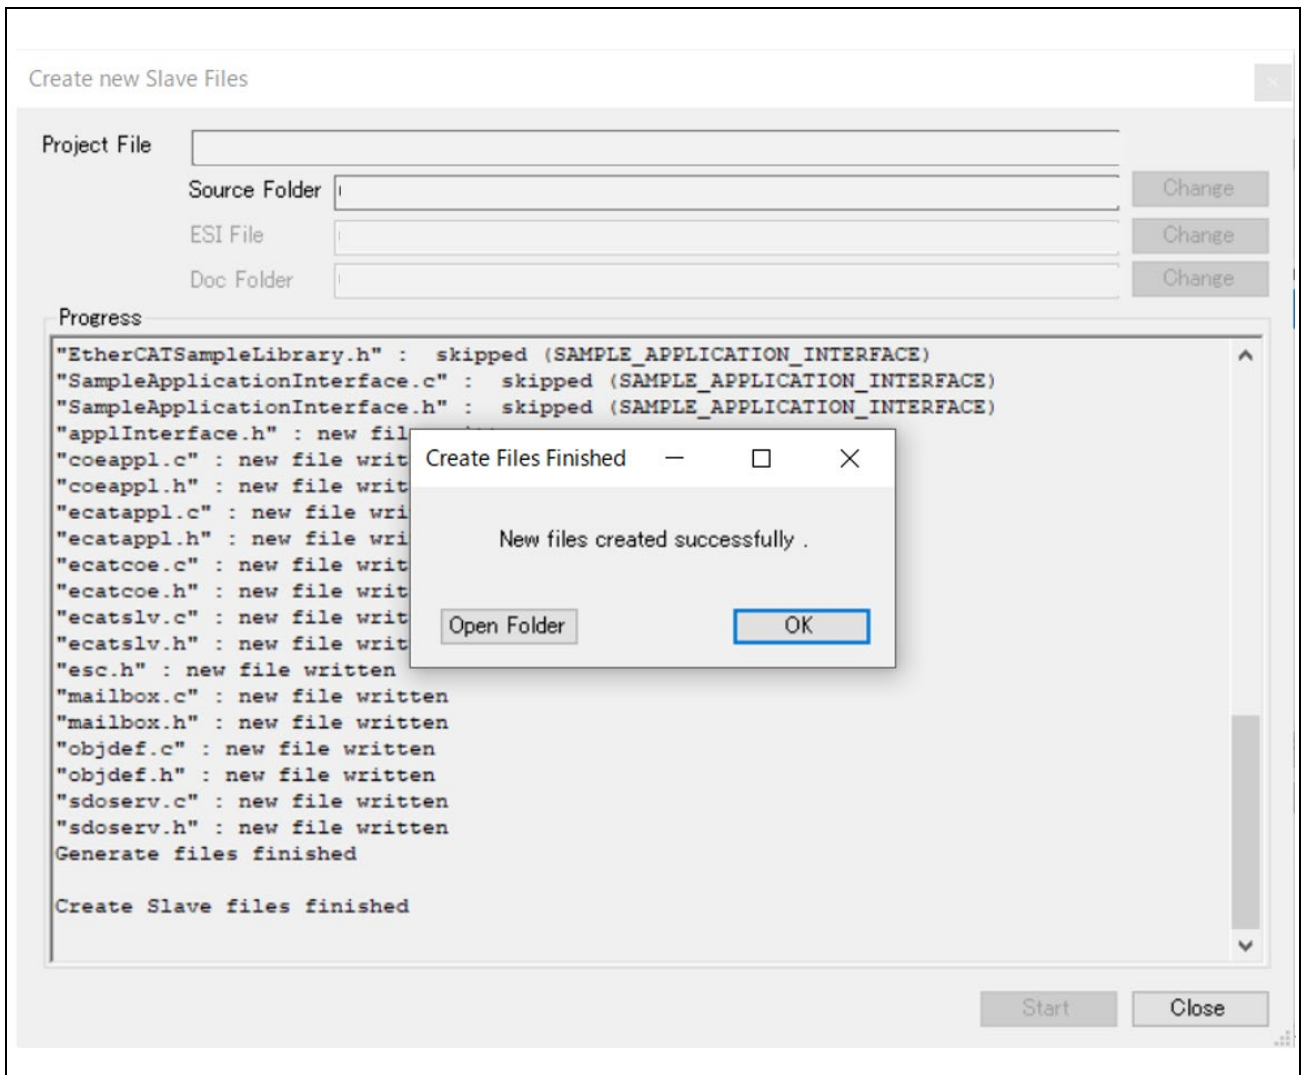 Create new Slave Files
Project File
Source Folder
Change
ESI File
Change
Doc Folder
Change
Progress
"EtherCATSampleLibrary.h" :  skipped (SAMPLE_APPLICATION_INTERFACE)
"SampleApplicationInterface.c" :  skipped (SAMPLE_APPLICATION_INTERFACE)
"SampleApplicationInterface.h" :  skipped (SAMPLE_APPLICATION_INTERFACE)
"applInterface.h" : new fil
"coeappl.c" : new file writ
"coeappl.h" : new file writ
"ecatappl.c" : new file wri
"ecatappl.h" : new file wri
"ecatcoe.c" : new file writ
"ecatcoe.h" : new file writ
"ecatslv.c" : new file writ
"ecatslv.h" : new file writ
"esc.h" : new file written
"mailbox.c" : new file written
"mailbox.h" : new file written
"objdef.c" : new file written
"objdef.h" : new file written
"sdoserv.c" : new file written
"sdoserv.h" : new file written
Generate files finished
Create Slave files finished
Create Files Finished
New files created successfully .
Open Folder
OK
Start
Close